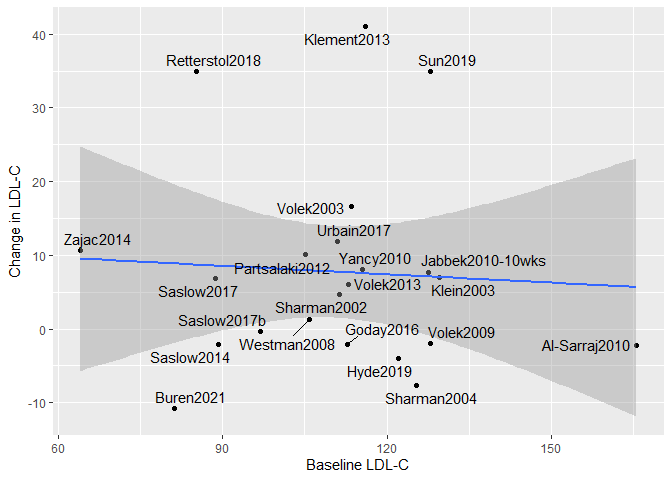 40
30
20
10
0
-10
Change in LDL-C
Klement2013
Retterstol2018
Sun2019
Volek2003
Urbain2017
Zajac2014
Yancy2010
Jabbek2010-10wks
Partsalaki2012
Volek2013
Klein2003
Saslow2017
Sharman2002
Saslow2017b
Goday2016
Volek2009
Westman2008
Al-Sarraj2010
Saslow2014
Hyde2019
Buren2021
Sharman2004
60
90
120
150
Baseline LDL-C